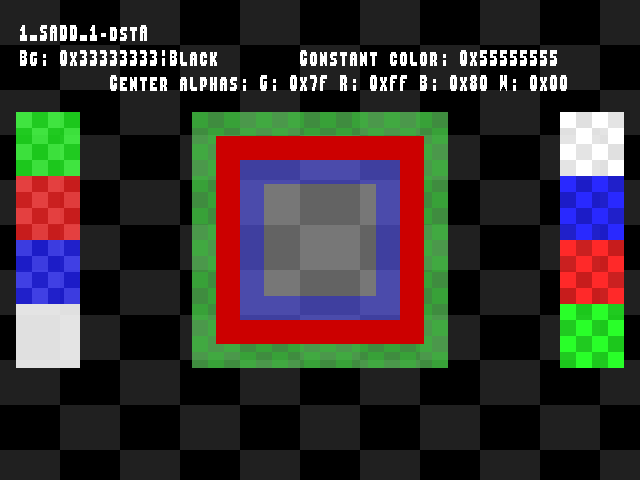 1_SADD_1-dstA
Bg: 0x33333333;Black Constant color: 0x55555555
Center alphas: G: 0x7F R: 0xFF B: 0x80 W: 0x00